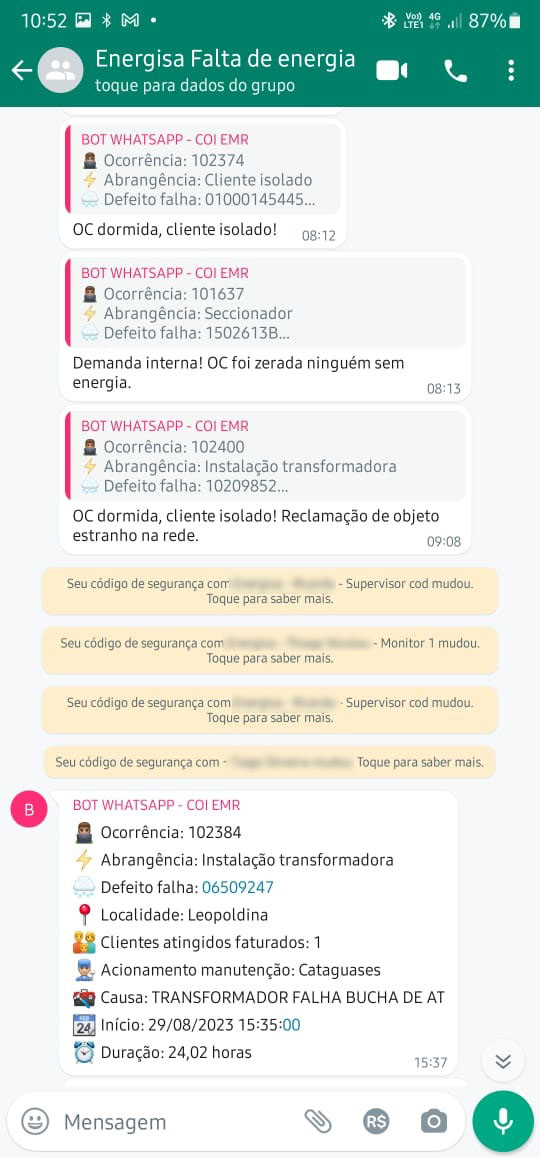 10:52
Voo) 4G
LTE1
87%
Energisa Falta de energia
toque para dados do grupo
BOT WHATSAPP - COI EMR
Ocorrência: 102374
Abrangência: Cliente isolado
Defeito falha: 01000145445...
OC dormida, cliente isolado!
08:12
BOT WHATSAPP - COI EMR
Ocorrência: 101637
Abrangência: Seccionador
Defeito falha: 1502613B...
Demanda interna! OC foi zerada ninguém sem
energia.
08:13
BOT WHATSAPP - COI EMR
Ocorrência: 102400
Abrangência: Instalação transformadora
Defeito falha: 10209852...
OC dormida, cliente isolado! Reclamação de objeto
estranho na rede.
09:08
Seu código de segurança com - Supervisor cod mudou.
Toque para saber mais.
Seu código de segurança com - Monitor 1 mudou.
Toque para saber mais.
Seu código de segurança com - Supervisor cod mudou.
Toque para saber mais.
Seu código de segurança com - Toque para saber mais.
B
BOT WHATSAPP - COI EMR
Ocorrência: 102384
Abrangência: Instalação transformadora
Defeito falha: 06509247
Localidade: Leopoldina
Clientes atingidos faturados: 1
Acionamento manutenção: Cataguases
Causa: TRANSFORMADOR FALHA BUCHA DE AT
FEB
24
Início: 29/08/2023 15:35:00
Duração: 24,02 horas
15:37
Mensagem
R$